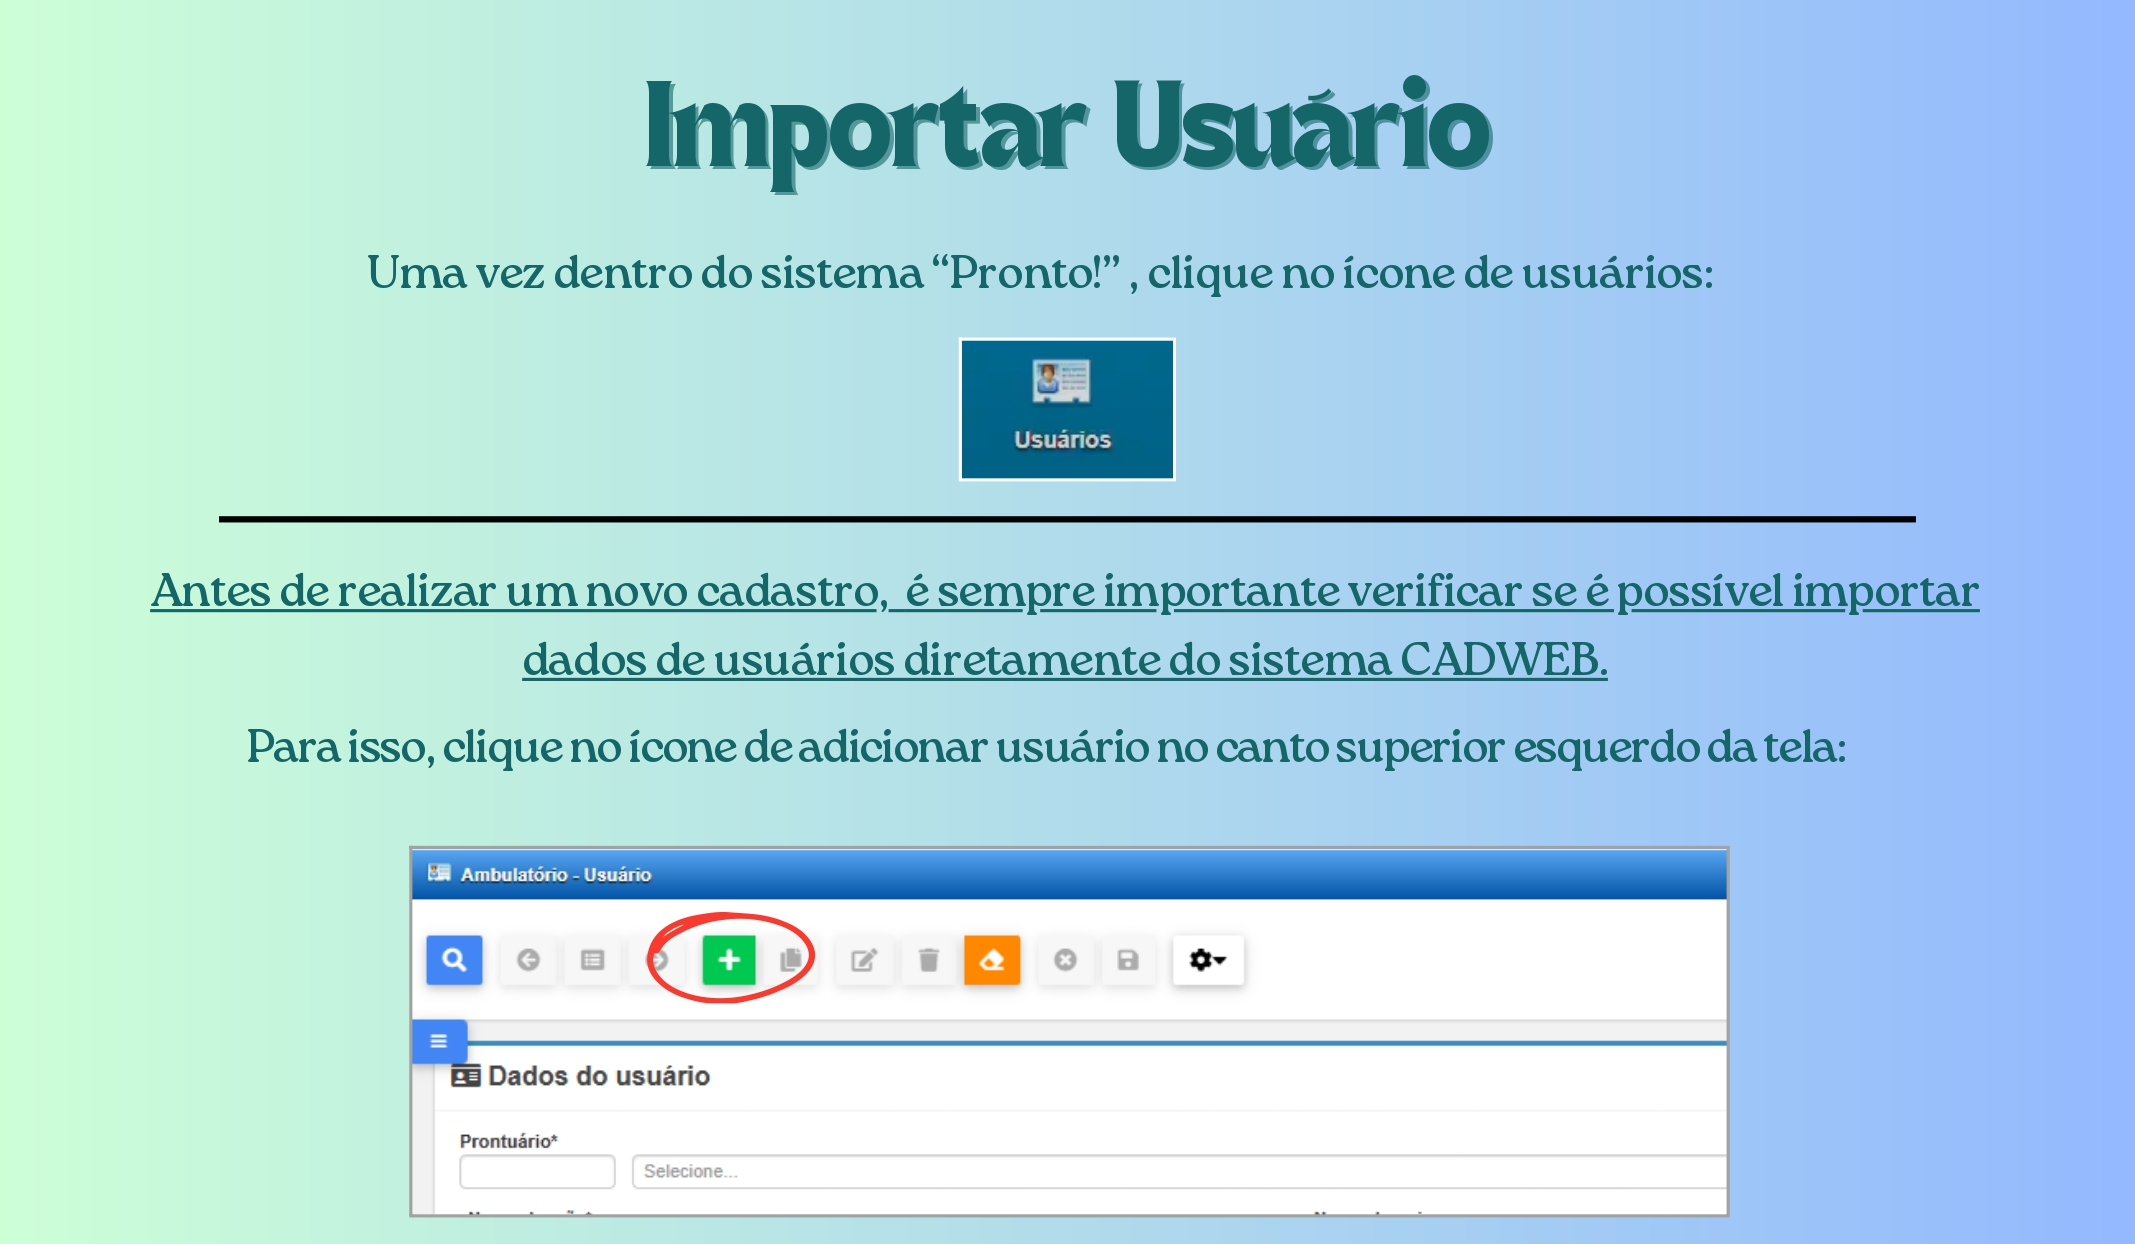 Importar Usuário
Uma vez dentro do sistema “Pronto!” , clique no ícone de usuários:
Usuários
Antes de realizar um novo cadastro, é sempre importante verificar se é possível importar
dados de usuários diretamente do sistema CADWEB.
Para isso, clique no ícone de adicionar usuário no canto superior esquerdo da tela:
Ambulatório - Usuário
Dados do usuário
Prontuário*
Selecione...